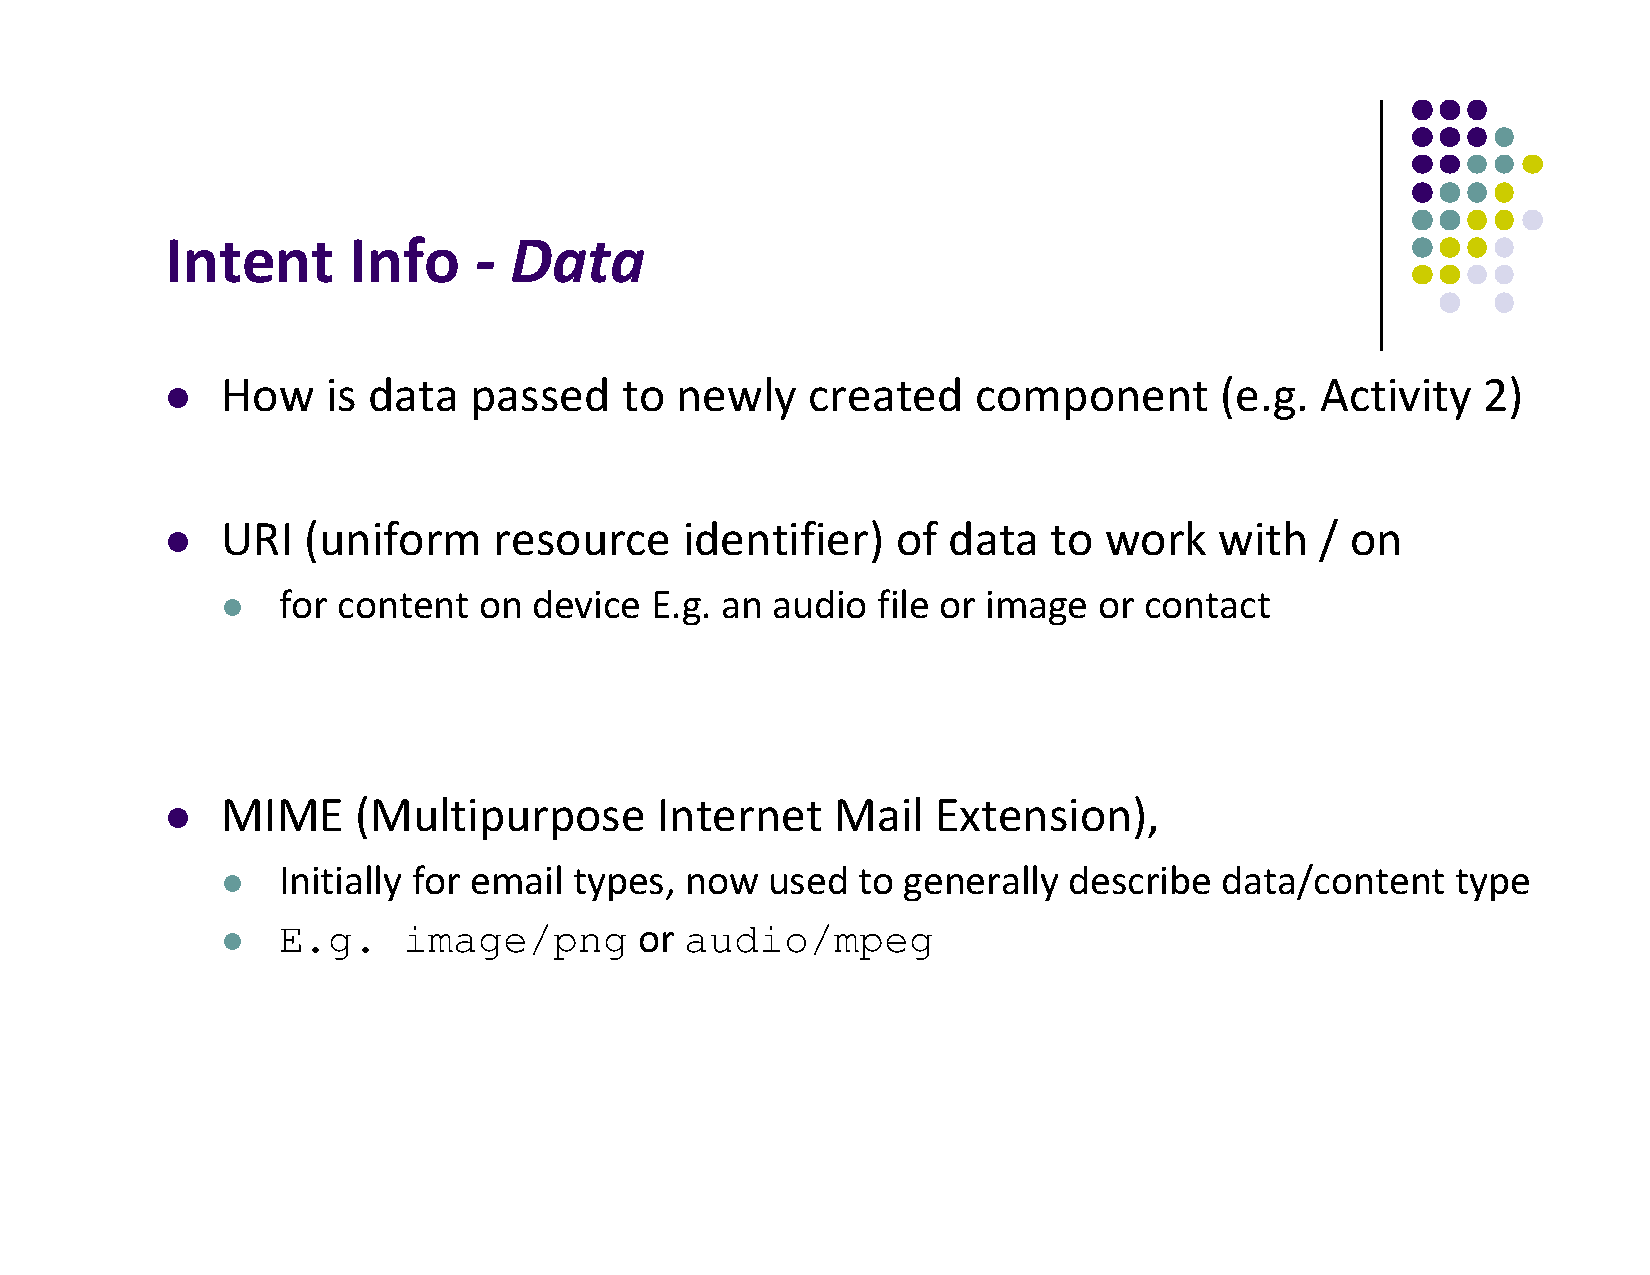 Intent Info - Data
How is data passed to newly created component (e.g. Activity 2)
URI (uniform resource identifier) of data to work with / on
for content on device E.g. an audio file or image or contact
MIME (Multipurpose Internet Mail Extension),
Initially for email types, now used to generally describe data/content type
E.g. image/png or audio/mpeg